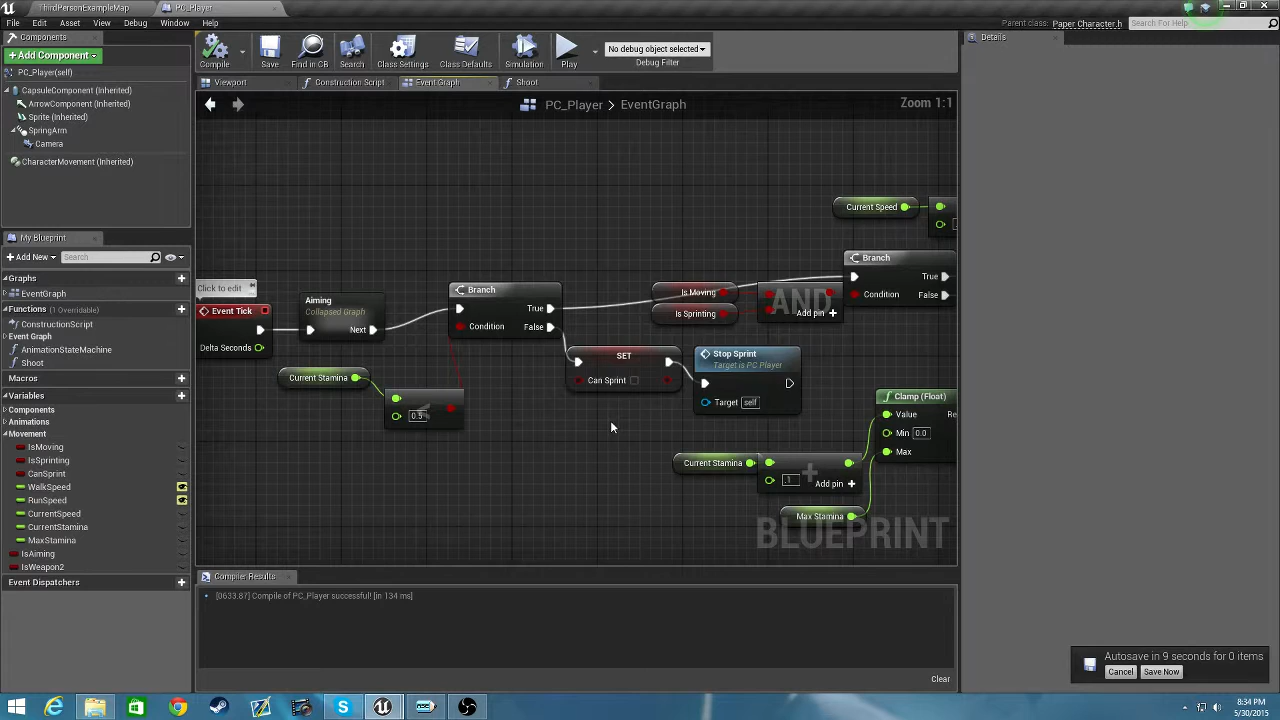 ThirdPersonExampleMap
PC_Player
File
Edit
Asset
View
Debug
Window
Help
Parent class:
Paper Character.h
Search For Help
Components
Add Component
PC_Player(self)
CapsuleComponent (Inherited)
ArrowComponent (Inherited)
Sprite (Inherited)
SpringArm
Camera
CharacterMovement (Inherited)
Compile
Save
Find in CB
Search
Class Settings
Class Defaults
Simulation
Play
No debug object selected
Debug Filter
Details
Viewport
Construction Script
Event Graph
Shoot
PC_Player > EventGraph
Zoom 1:1
My Blueprint
Add New
Search
Graphs
EventGraph
Functions (1 Overridable)
ConstructionScript
Event Graph
AnimationStateMachine
Shoot
Macros
Variables
Components
Animations
Movement
IsMoving
IsSprinting
CanSprint
WalkSpeed
RunSpeed
CurrentSpeed
CurrentStamina
MaxStamina
IsAiming
IsWeapon2
Event Dispatchers
Click to edit
Event Tick
Delta Seconds
Aiming
Collapsed Graph
Next
Current Stamina
0.5
Branch
Condition
True
False
SET
Can Sprint
Stop Sprint
Target is PC Player
Target
self
Is Moving
Is Sprinting
AND
Add pin
Current Speed
Branch
True
Condition
False
Current Stamina
.1
Add pin
Max Stamina
Clamp (Float)
Value
Re
Min
0.0
Max
BLUEPRINT
Compiler Results
[0633.87] Compile of PC_Player successful! [in 134 ms]
Clear
Autosave in 9 seconds for 0 items
Cancel
Save Now
8:34 PM
5/30/2015